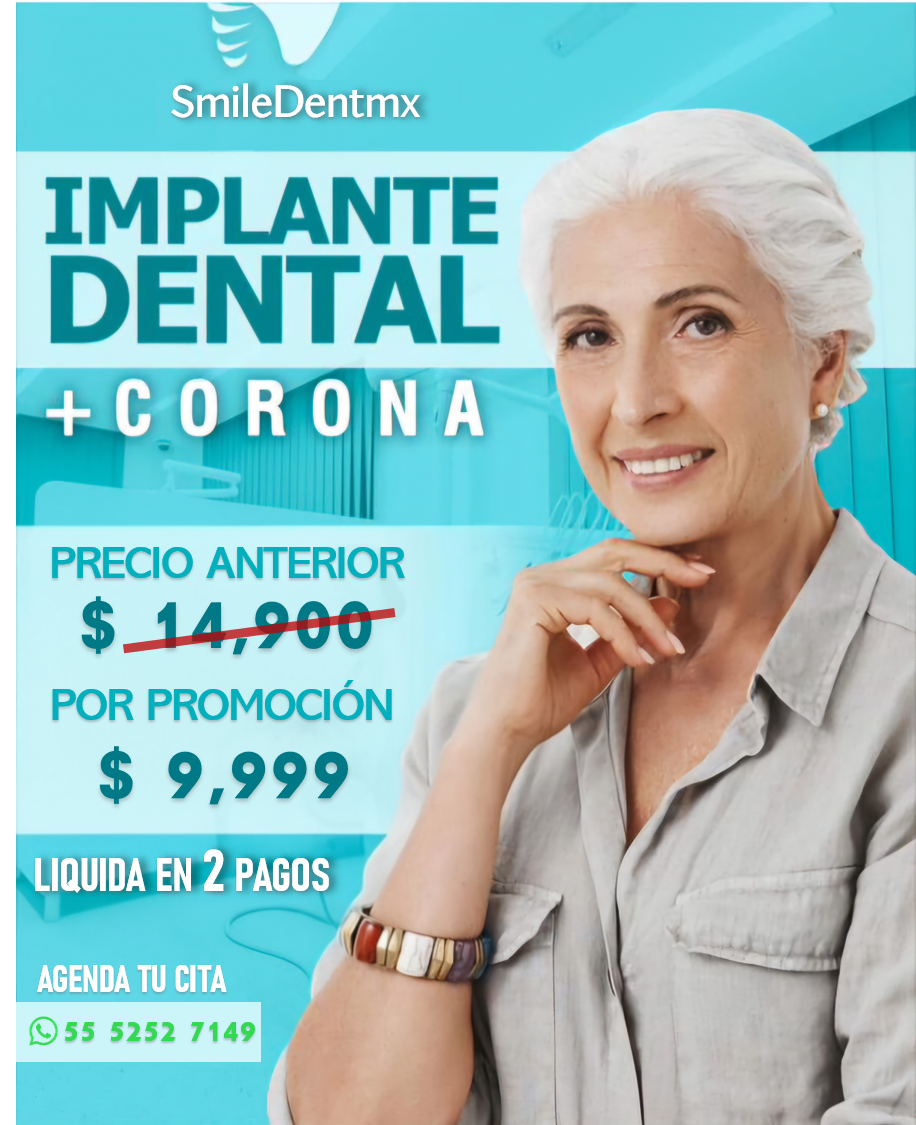 SmileDentmx
IMPLANTE
DENTAL
+CORONA
PRECIO ANTERIOR
$ 14,900
POR PROMOCIÓN
$ 9,999
LIQUIDA EN 2 PAGOS
AGENDA TU CITA
55 5252 7149